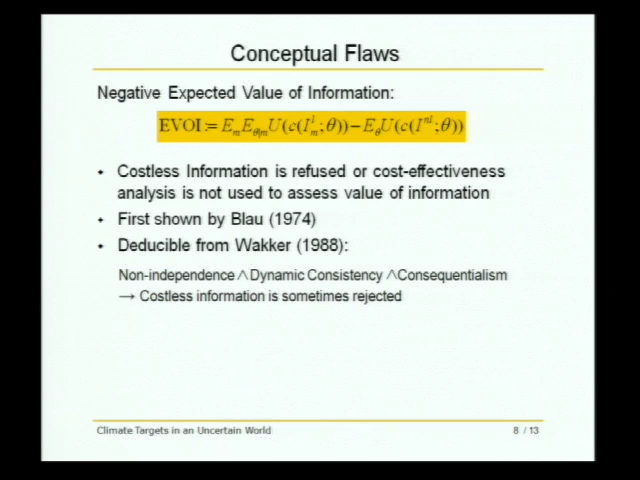 Conceptual Flaws
Negative Expected Value of Information:
EVOI := E_m E_{θ|m} U(c(I_m^l; θ)) − E_θ U(c(I^{nl}; θ))
• Costless Information is refused or cost-effectiveness
analysis is not used to assess value of information
• First shown by Blau (1974)
• Deducible from Wakker (1988):
Non-independence ∧ Dynamic Consistency ∧ Consequentialism
→ Costless information is sometimes rejected
Climate Targets in an Uncertain World
8 / 13